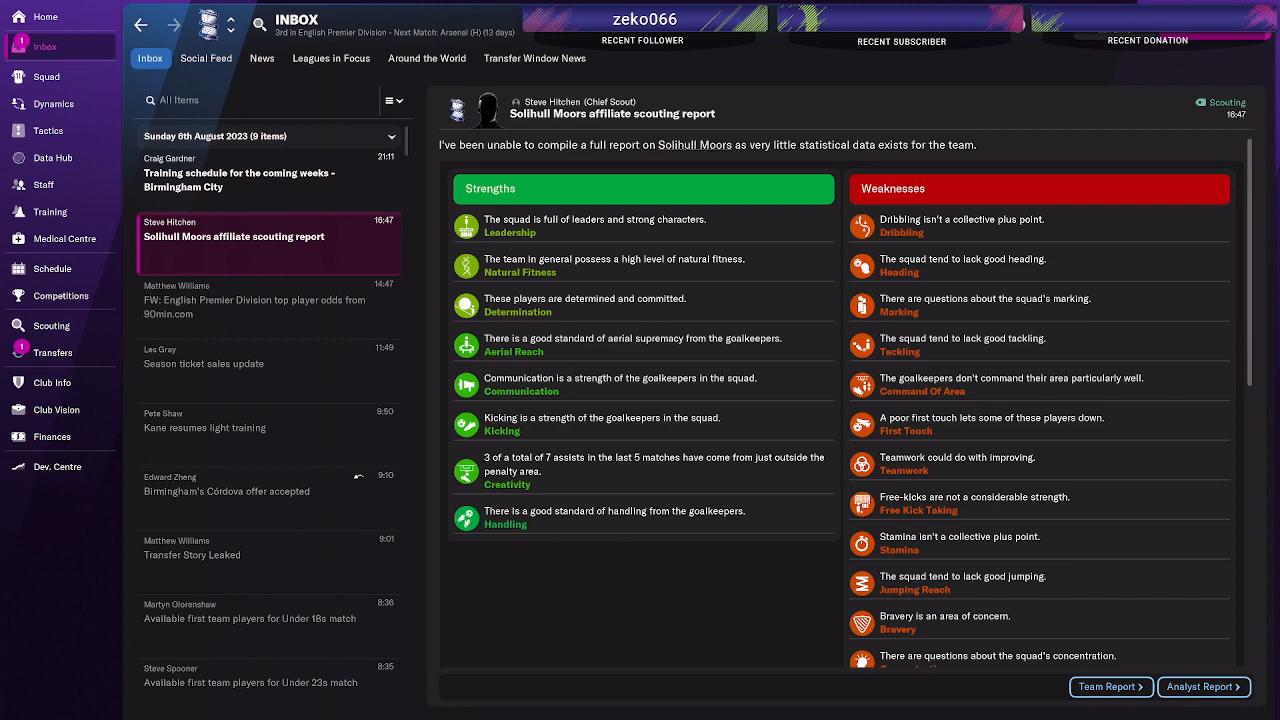 Home
1
Inbox
Squad
Dynamics
Tactics
Data Hub
Staff
Training
Medical Centre
Schedule
Competitions
Scouting
1
Transfers
Club Info
Club Vision
Finances
Dev. Centre
INBOX
3rd in English Premier Division - Next Match: Arsenal (H) (13 days)
zeko066
RECENT FOLLOWER
RECENT SUBSCRIBER
RECENT DONATION
Inbox
Social Feed
News
Leagues in Focus
Around the World
Transfer Window News
All Items
Sunday 6th August 2023 (9 items)
Craig Gardner
21:11
Training schedule for the coming weeks -
Birmingham City
Steve Hitchen
16:47
Solihull Moors affiliate scouting report
Matthew Williams
14:47
FW: English Premier Division top player odds from
90min.com
Les Gray
11:49
Season ticket sales update
Pete Shaw
9:50
Kane resumes light training
Edward Zheng
9:10
Birmingham's Córdova offer accepted
Matthew Williams
9:01
Transfer Story Leaked
Martyn Olorenshaw
8:36
Available first team players for Under 18s match
Steve Spooner
8:35
Available first team players for Under 23s match
Steve Hitchen (Chief Scout)
Solihull Moors affiliate scouting report
Scouting
16:47
I've been unable to compile a full report on Solihull Moors as very little statistical data exists for the team.
Strengths
The squad is full of leaders and strong characters.
Leadership
The team in general possess a high level of natural fitness.
Natural Fitness
These players are determined and committed.
Determination
There is a good standard of aerial supremacy from the goalkeepers.
Aerial Reach
Communication is a strength of the goalkeepers in the squad.
Communication
Kicking is a strength of the goalkeepers in the squad.
Kicking
3 of a total of 7 assists in the last 5 matches have come from just outside the
penalty area.
Creativity
There is a good standard of handling from the goalkeepers.
Handling
Weaknesses
Dribbling isn't a collective plus point.
Dribbling
The squad tend to lack good heading.
Heading
There are questions about the squad's marking.
Marking
The squad tend to lack good tackling.
Tackling
The goalkeepers don't command their area particularly well.
Command Of Area
A poor first touch lets some of these players down.
First Touch
Teamwork could do with improving.
Teamwork
Free-kicks are not a considerable strength.
Free Kick Taking
Stamina isn't a collective plus point.
Stamina
The squad tend to lack good jumping.
Jumping Reach
Bravery is an area of concern.
Bravery
There are questions about the squad's concentration.
Team Report
Analyst Report